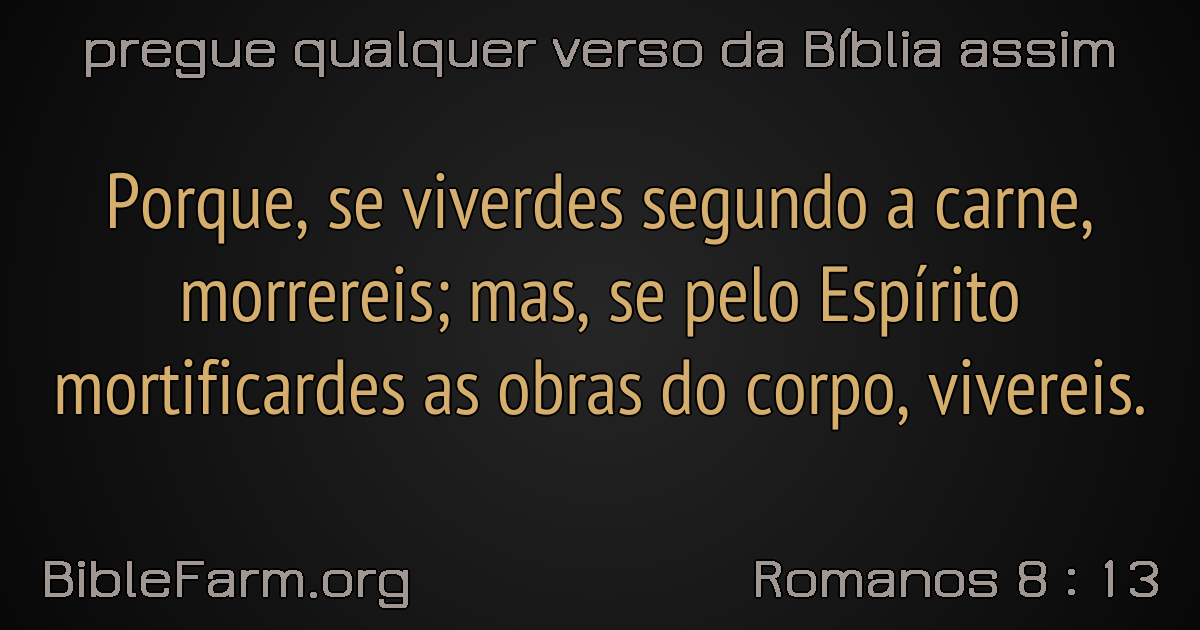 pregue qualquer verso da Bíblia assim
Porque, se viverdes segundo a carne,
morrereis; mas, se pelo Espírito
mortificardes as obras do corpo, vivereis.
BibleFarm.org
Romanos 8 : 13